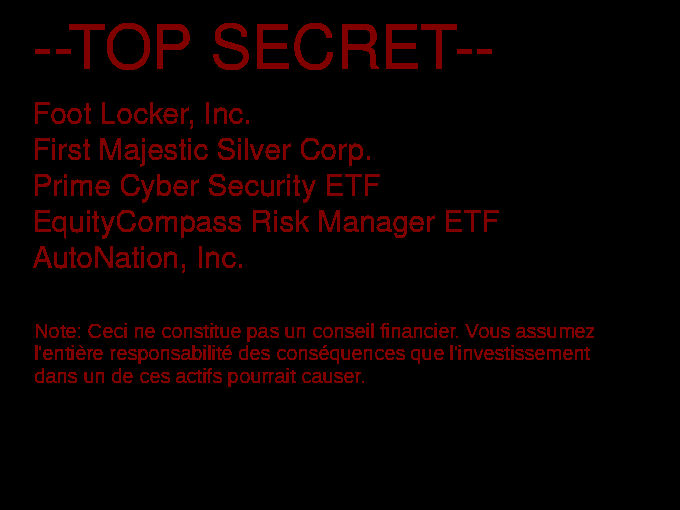 --TOP SECRET--
Foot Locker, Inc.
First Majestic Silver Corp.
Prime Cyber Security ETF
EquityCompass Risk Manager ETF
AutoNation, Inc.
Note: Ceci ne constitue pas un conseil financier. Vous assumez
l'entière responsabilité des conséquences que l'investissement
dans un de ces actifs pourrait causer.